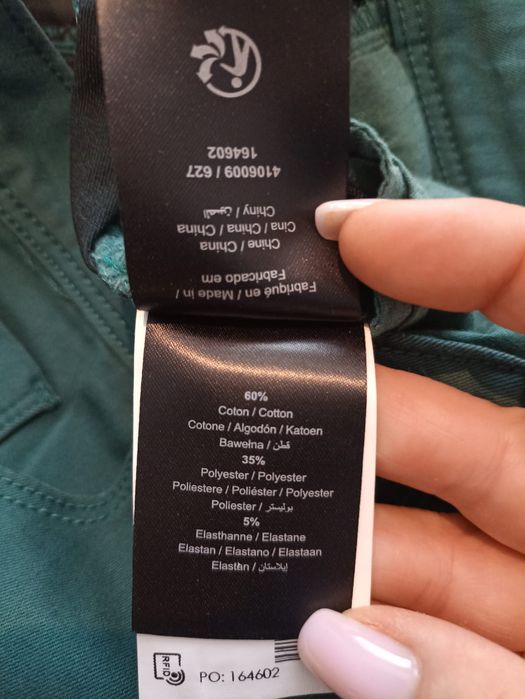 Fabriqué en / Made in /
Fabricado em
Chine / China
Cina / China / China
Chiny / الصين
4106009 / 627
164602
60%
Coton / Cotton
Cotone / Algodón / Katoen
Bawełna / قطن
35%
Polyester / Polyester
Poliestere / Poliéster / Polyester
Poliester / بوليستر
5%
Elasthanne / Elastane
Elastan / Elastano / Elastaan
Elastan / إيلاستان
RFID
PO: 164602